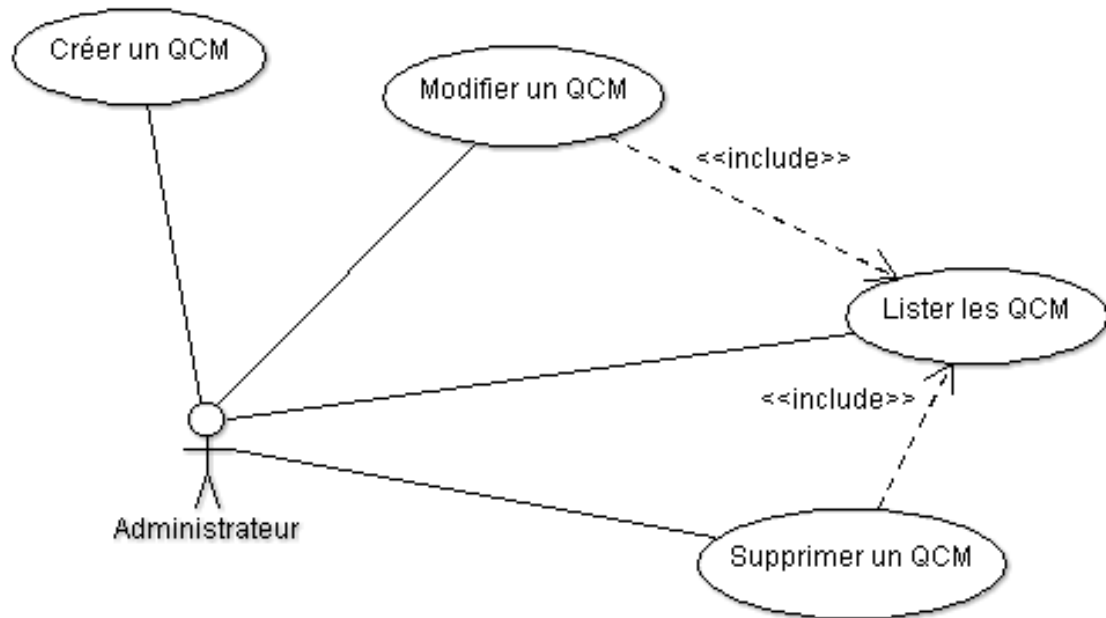 Créer un QCM
Modifier un QCM
<<include>>
Lister les QCM
<<include>>
Administrateur
Supprimer un QCM